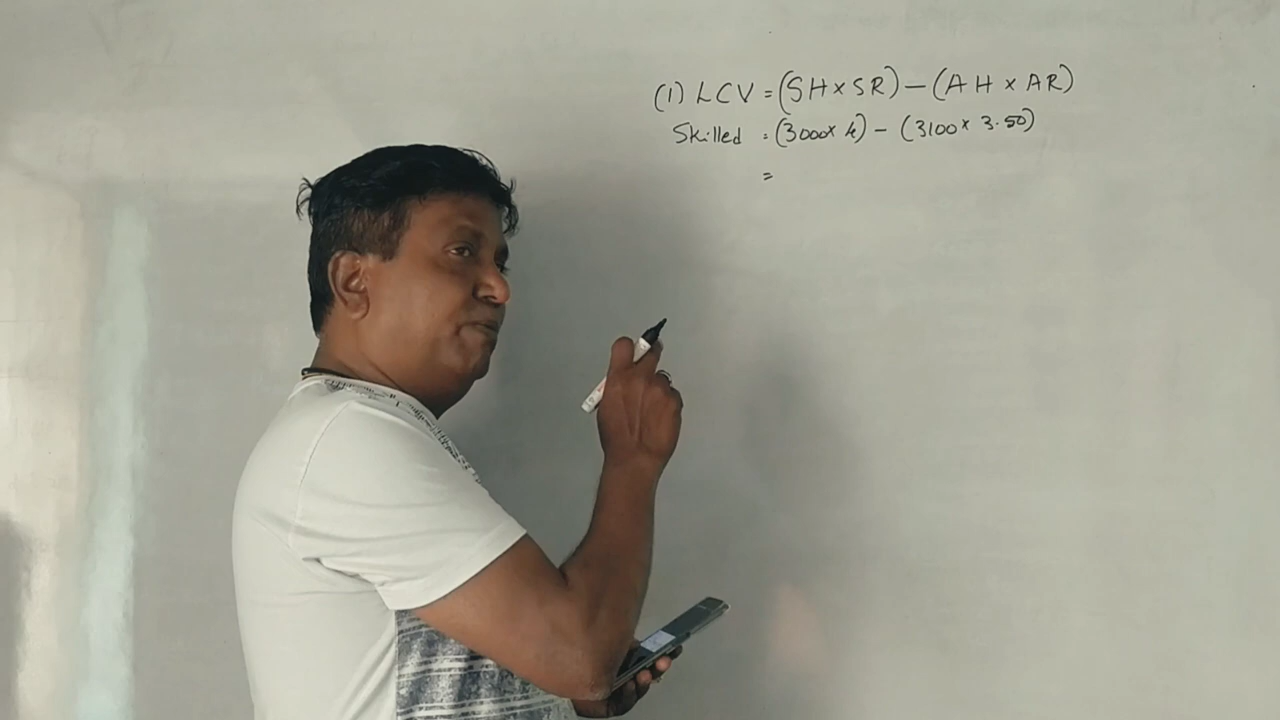 (1) LCV = (SH × SR) - (AH × AR)
Skilled = (3000 × 4) - (3100 × 3.50)
=